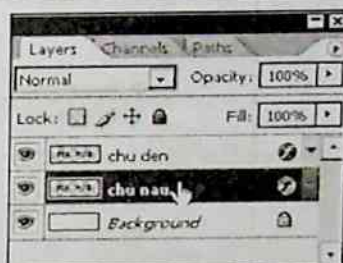 Layers Channels Paths
Normal Opacity: 100%
Lock: Fill: 100%
chu den
chu nau
Background